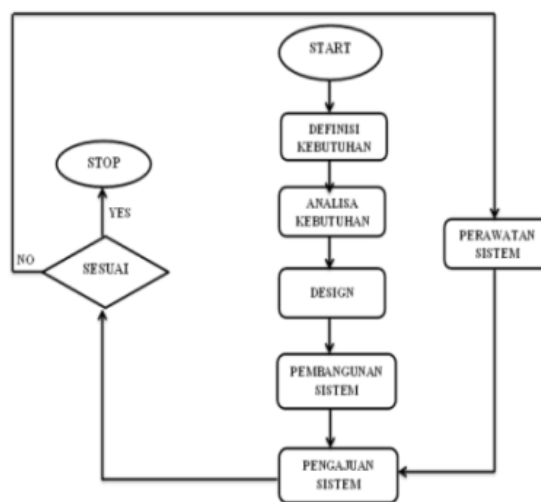 START
DEFINISI
KEBUTUHAN
STOP
YES
ANALISA
KEBUTUHAN
NO
SESUAI
PERAWATAN
SISTEM
DESIGN
PEMBANGUNAN
SISTEM
PENGAJUAN
SISTEM